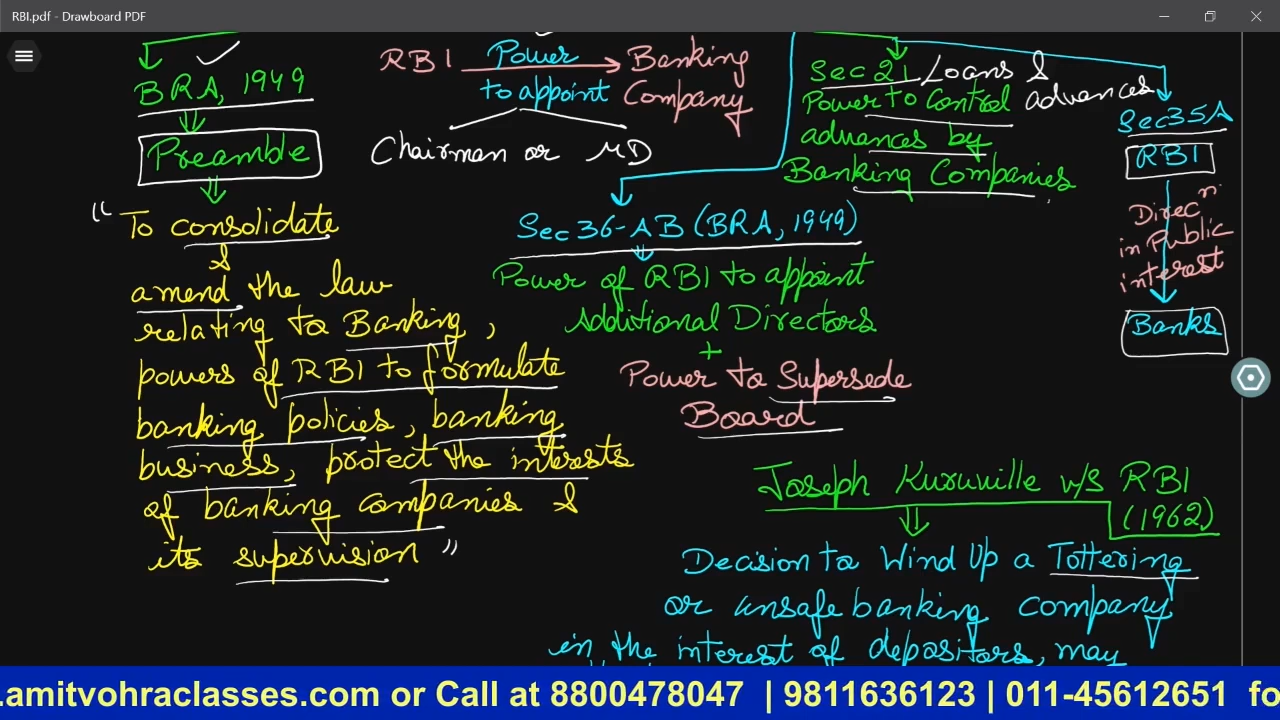 RBI.pdf - Drawboard PDF
BRA, 1949
Preamble
"To consolidate
&
amend the law
relating to Banking,
powers of RBI to formulate
banking policies, banking
business, protect the interests
of banking companies &
its supervision"
RBI Power to appoint Banking Company
Chairman or MD
Sec 21 Loans & advances
Power to Control
advances by
Banking Companies
Sec 35A
RBI
Direcⁿ
in Public
interest
Banks
Sec 36-AB (BRA, 1949)
Power of RBI to appoint
Additional Directors
+
Power to Supersede
Board
Joseph Kuruville v/s RBI
(1962)
Decision to Wind Up a Tottering
or unsafe banking company
in the interest of depositors, may
.amitvohraclasses.com or Call at 8800478047 | 9811636123 | 011-45612651 fo